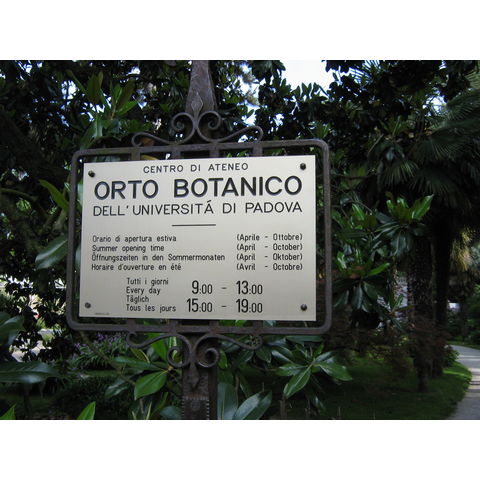 CENTRO DI ATENEO
ORTO BOTANICO
DELL'UNIVERSITÁ DI PADOVA
Orario di apertura estiva (Aprile - Ottobre)
Summer opening time (April - October)
Öffnungszeiten in den Sommermonaten (April - Oktober)
Horaire d'ouverture en été (Avril - Octobre)
Tutti i giorni
Every day 9:00 - 13:00
Täglich
Tous les jours 15:00 - 19:00